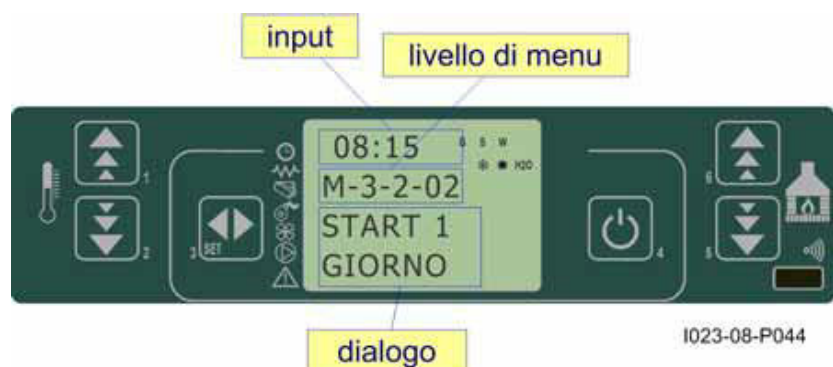 input
livello di menu
08:15
D S W
H2O
M-3-2-02
START 1
GIORNO
1
2
3 SET
4
5
6
dialogo
I023-08-P044